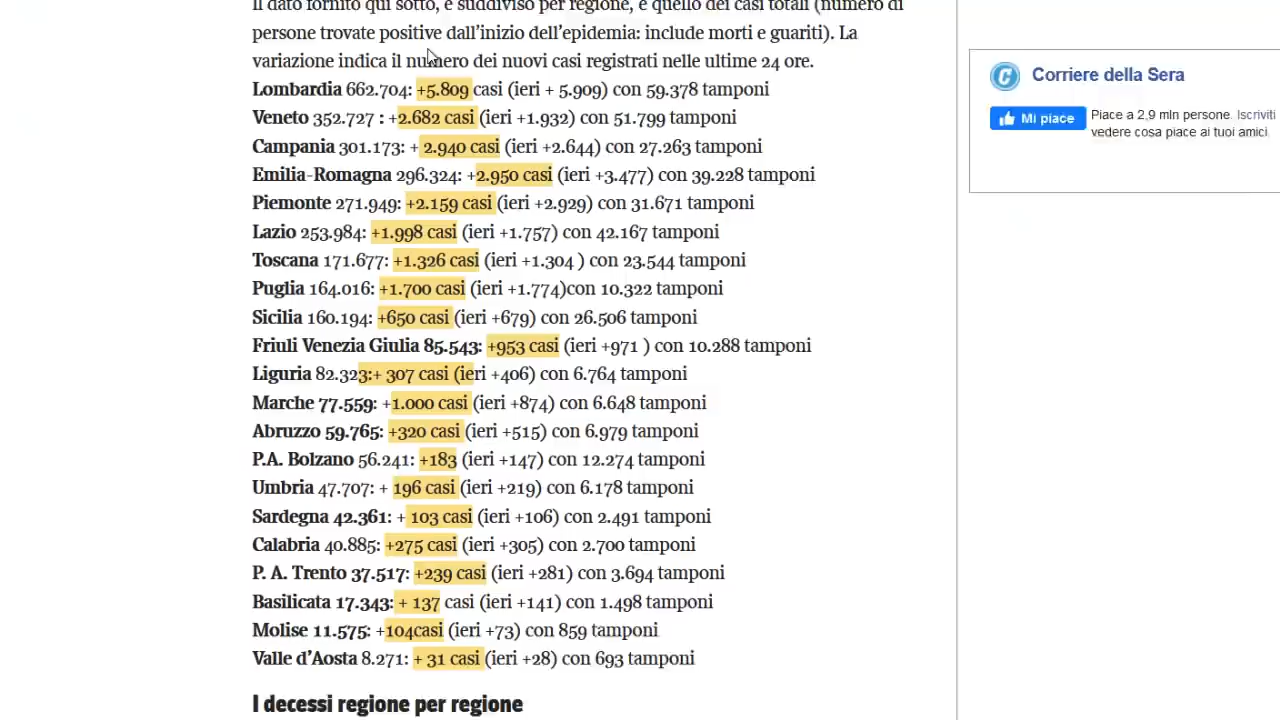 Il dato fornito qui sotto, e suddiviso per regione, è quello dei casi totali (numero di
persone trovate positive dall'inizio dell'epidemia: include morti e guariti). La
variazione indica il numero dei nuovi casi registrati nelle ultime 24 ore.
Lombardia 662.704: +5.809 casi (ieri + 5.909) con 59.378 tamponi
Veneto 352.727 : +2.682 casi (ieri +1.932) con 51.799 tamponi
Campania 301.173: + 2.940 casi (ieri +2.644) con 27.263 tamponi
Emilia-Romagna 296.324: +2.950 casi (ieri +3.477) con 39.228 tamponi
Piemonte 271.949: +2.159 casi (ieri +2.929) con 31.671 tamponi
Lazio 253.984: +1.998 casi (ieri +1.757) con 42.167 tamponi
Toscana 171.677: +1.326 casi (ieri +1.304 ) con 23.544 tamponi
Puglia 164.016: +1.700 casi (ieri +1.774)con 10.322 tamponi
Sicilia 160.194: +650 casi (ieri +679) con 26.506 tamponi
Friuli Venezia Giulia 85.543: +953 casi (ieri +971 ) con 10.288 tamponi
Liguria 82.323:+ 307 casi (ieri +406) con 6.764 tamponi
Marche 77.559: +1.000 casi (ieri +874) con 6.648 tamponi
Abruzzo 59.765: +320 casi (ieri +515) con 6.979 tamponi
P.A. Bolzano 56.241: +183 (ieri +147) con 12.274 tamponi
Umbria 47.707: + 196 casi (ieri +219) con 6.178 tamponi
Sardegna 42.361: + 103 casi (ieri +106) con 2.491 tamponi
Calabria 40.885: +275 casi (ieri +305) con 2.700 tamponi
P. A. Trento 37.517: +239 casi (ieri +281) con 3.694 tamponi
Basilicata 17.343: + 137 casi (ieri +141) con 1.498 tamponi
Molise 11.575: +104casi (ieri +73) con 859 tamponi
Valle d'Aosta 8.271: + 31 casi (ieri +28) con 693 tamponi
I decessi regione per regione
Corriere della Sera
Mi piace
Piace a 2,9 mln persone. Iscriviti
vedere cosa piace ai tuoi amici.